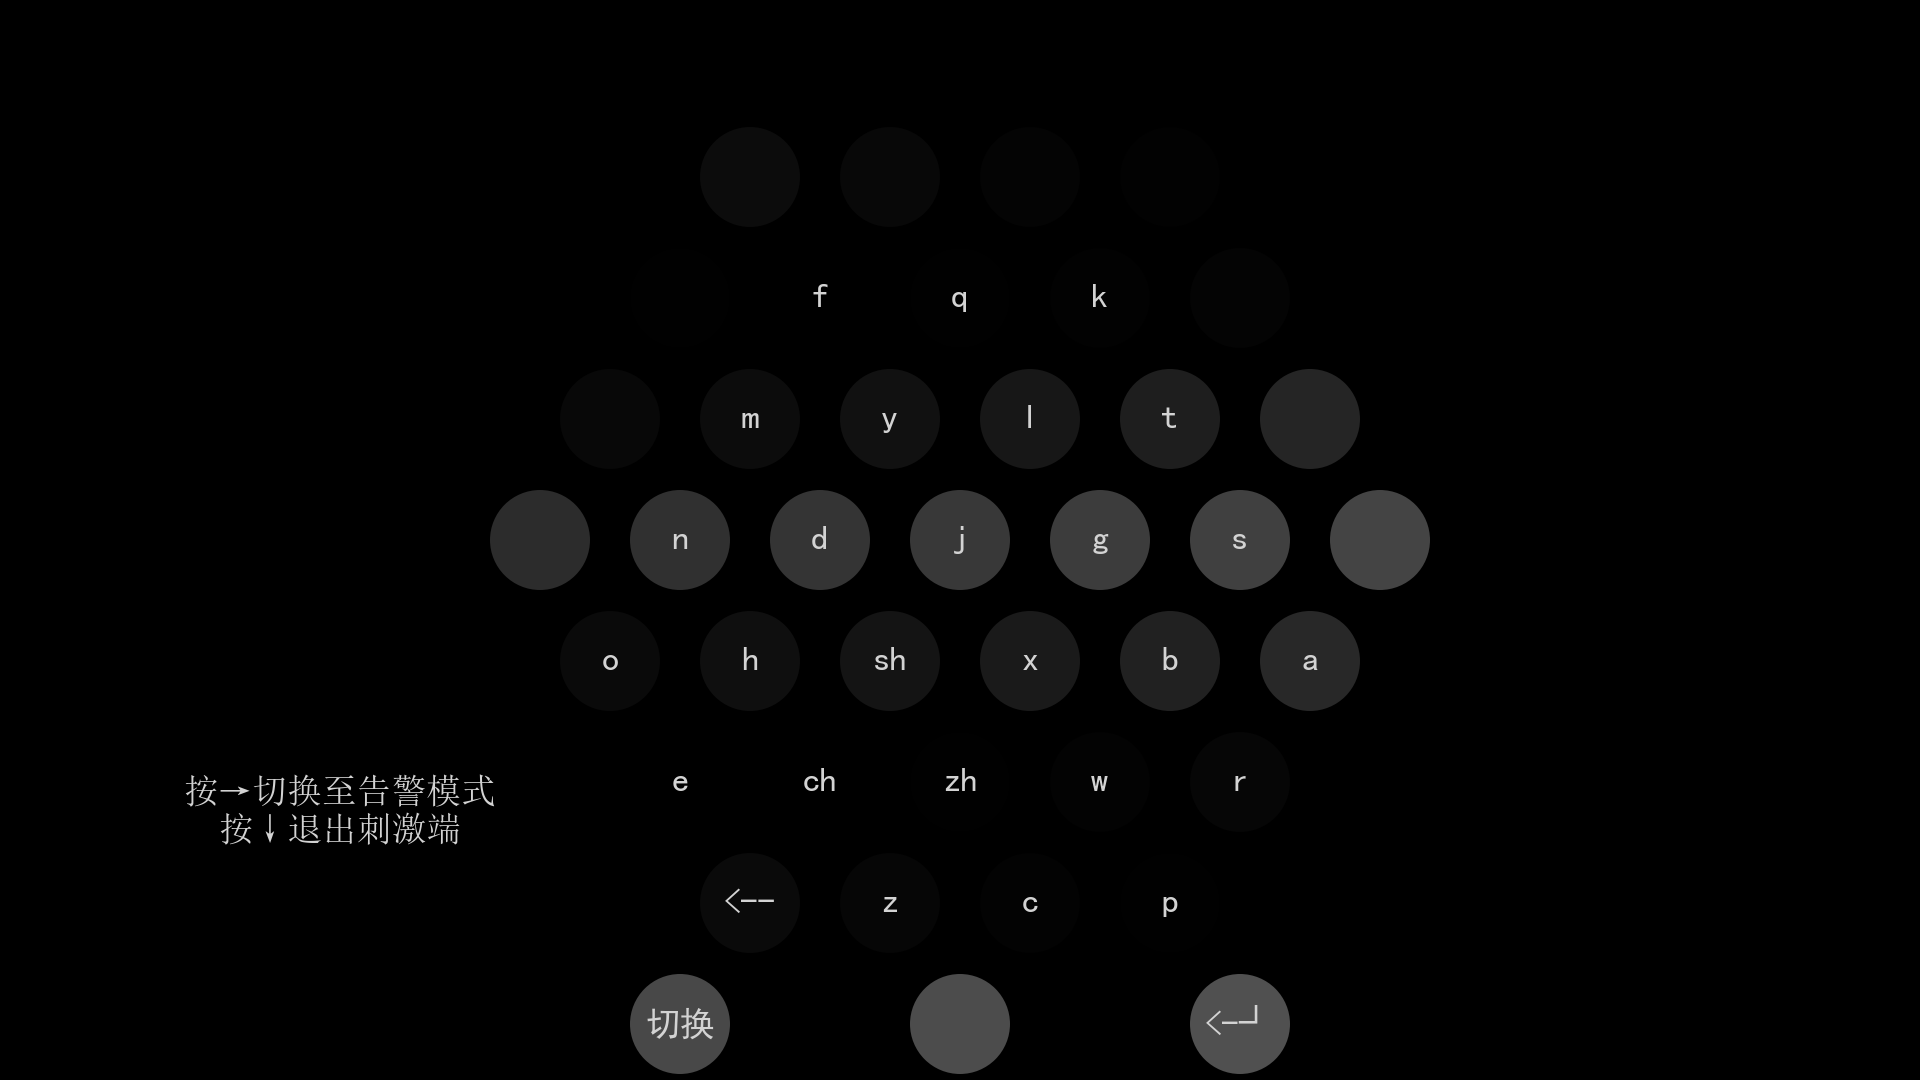 f q k
m y l t
n d j g s
o h sh x b a
e ch zh w r
按→切换至告警模式
按↓退出刺激端
<-- z c p
切换 <-┘